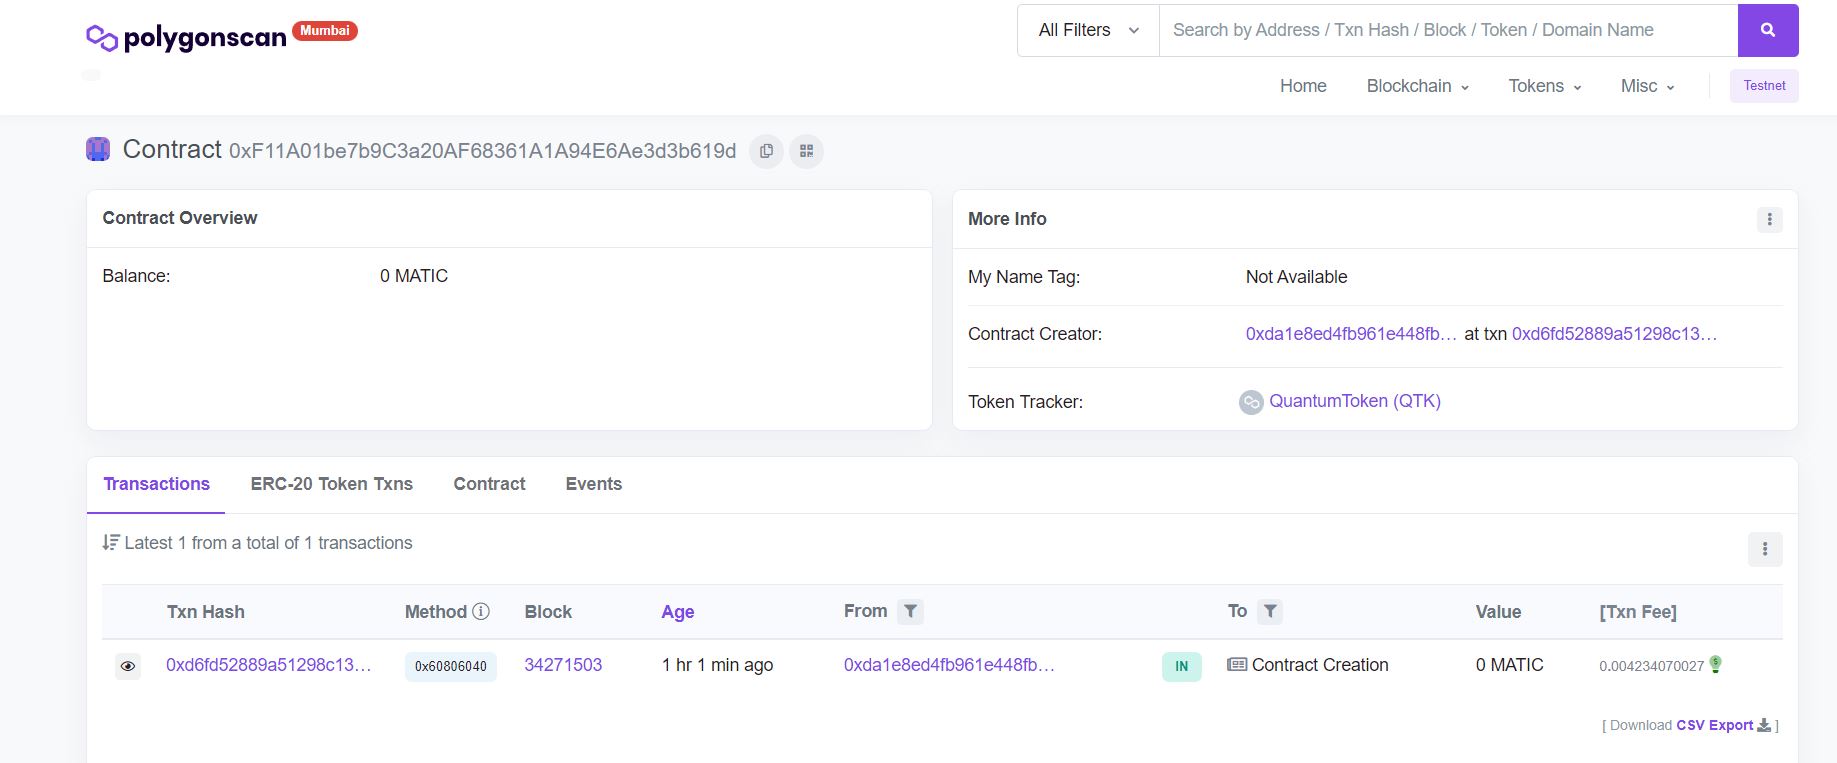 polygonscan Mumbai
All Filters Search by Address / Txn Hash / Block / Token / Domain Name
Home Blockchain Tokens Misc Testnet
Contract 0xF11A01be7b9C3a20AF68361A1A94E6Ae3d3b619d
Contract Overview
Balance: 0 MATIC
More Info
My Name Tag: Not Available
Contract Creator: 0xda1e8ed4fb961e448fb... at txn 0xd6fd52889a51298c13...
Token Tracker: QuantumToken (QTK)
Transactions ERC-20 Token Txns Contract Events
Latest 1 from a total of 1 transactions
Txn Hash Method Block Age From To Value [Txn Fee]
0xd6fd52889a51298c13... 0x60806040 34271503 1 hr 1 min ago 0xda1e8ed4fb961e448fb... IN Contract Creation 0 MATIC 0.004234070027
[ Download CSV Export ]